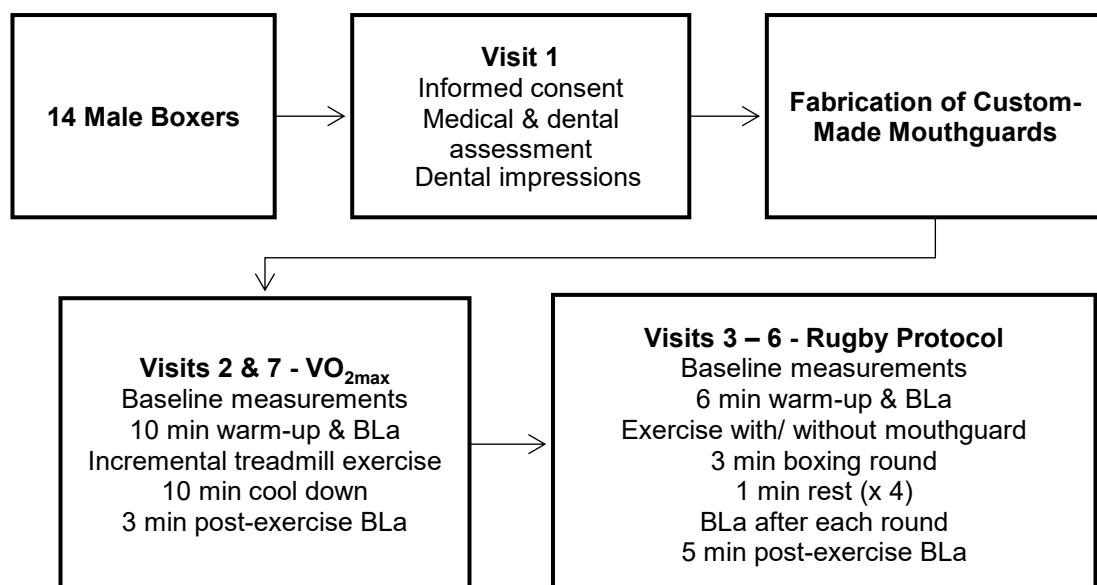 14 Male Boxers
Visit 1
Informed consent
Medical & dental
assessment
Dental impressions
Fabrication of Custom-
Made Mouthguards
Visits 2 & 7 - VO2max
Baseline measurements
10 min warm-up & BLa
Incremental treadmill exercise
10 min cool down
3 min post-exercise BLa
Visits 3 – 6 - Rugby Protocol
Baseline measurements
6 min warm-up & BLa
Exercise with/ without mouthguard
3 min boxing round
1 min rest (x 4)
BLa after each round
5 min post-exercise BLa